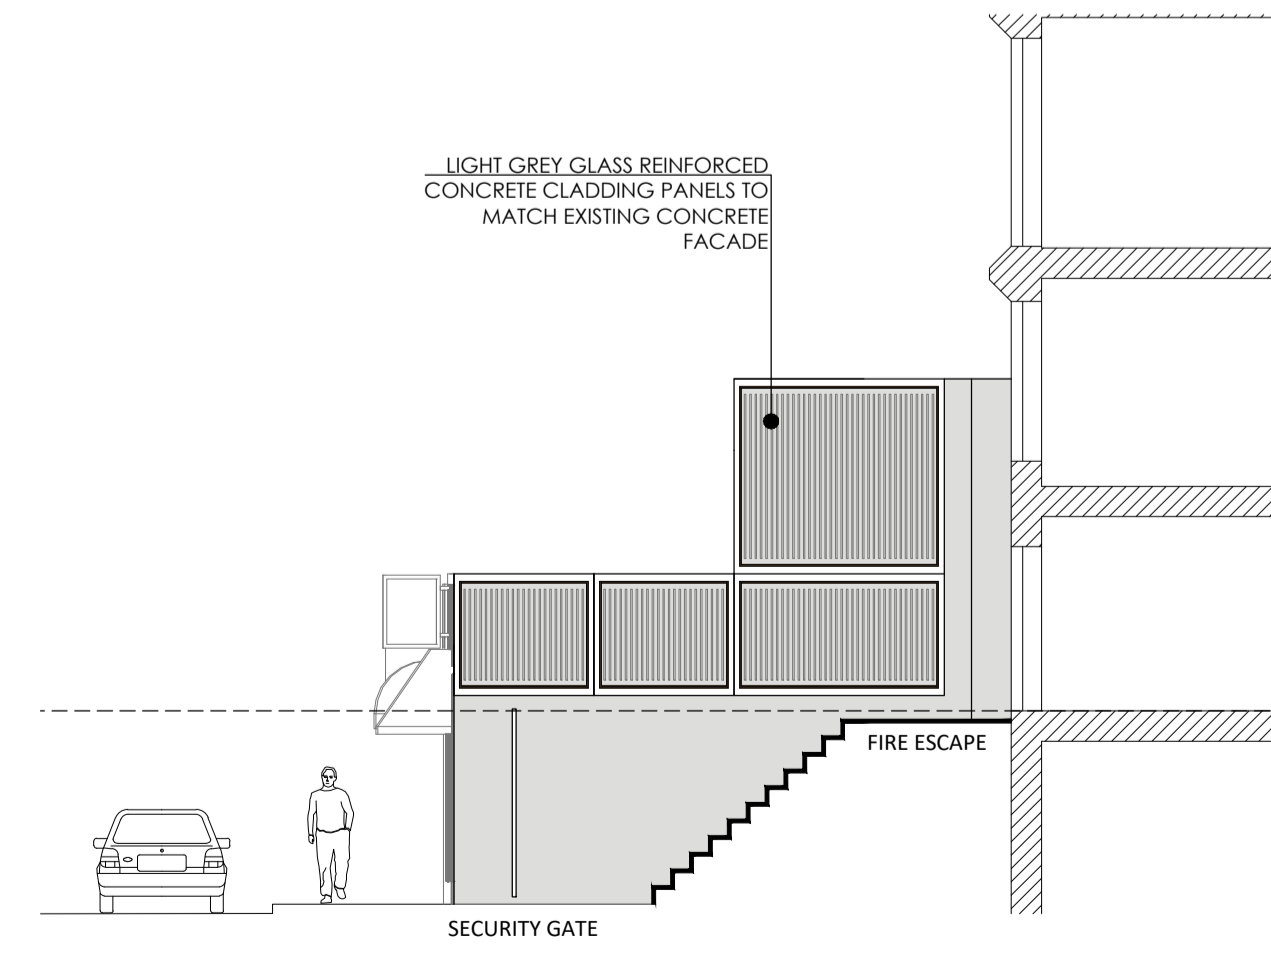 LIGHT GREY GLASS REINFORCED
CONCRETE CLADDING PANELS TO
MATCH EXISTING CONCRETE
FACADE
FIRE ESCAPE
SECURITY GATE